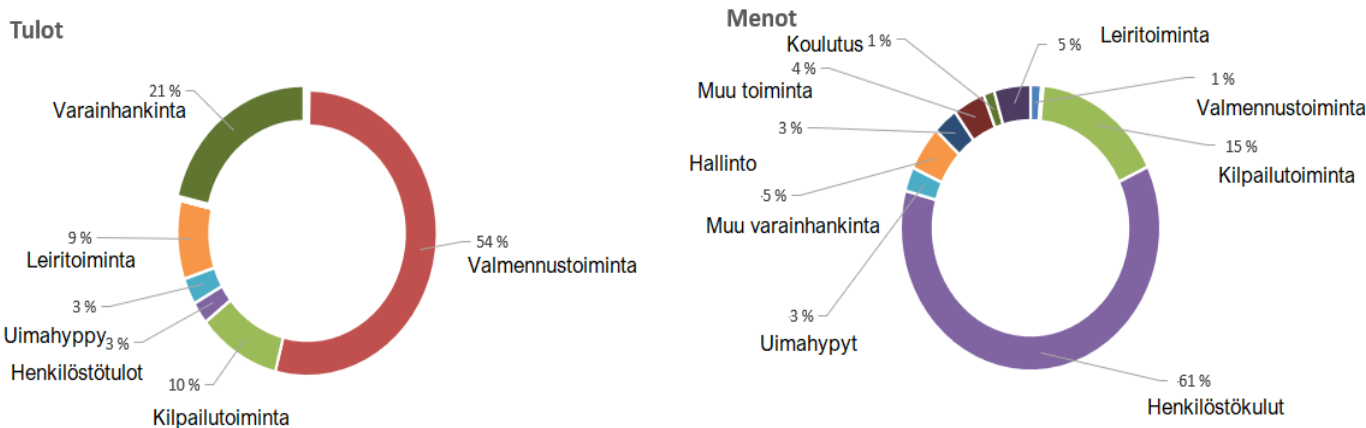 Tulot
21 %
Varainhankinta
9 %
Leiritoiminta
3 %
Uimahyppy
3 %
Henkilöstötulot
10 %
Kilpailutoiminta
54 %
Valmennustoiminta
Menot
Koulutus 1 %
4 %
Muu toiminta
3 %
Hallinto
-5 %
Muu varainhankinta
-3 %
Uimahypyt
5 %
Leiritoiminta
1 %
Valmennustoiminta
15 %
Kilpailutoiminta
-61 %
Henkilöstökulut